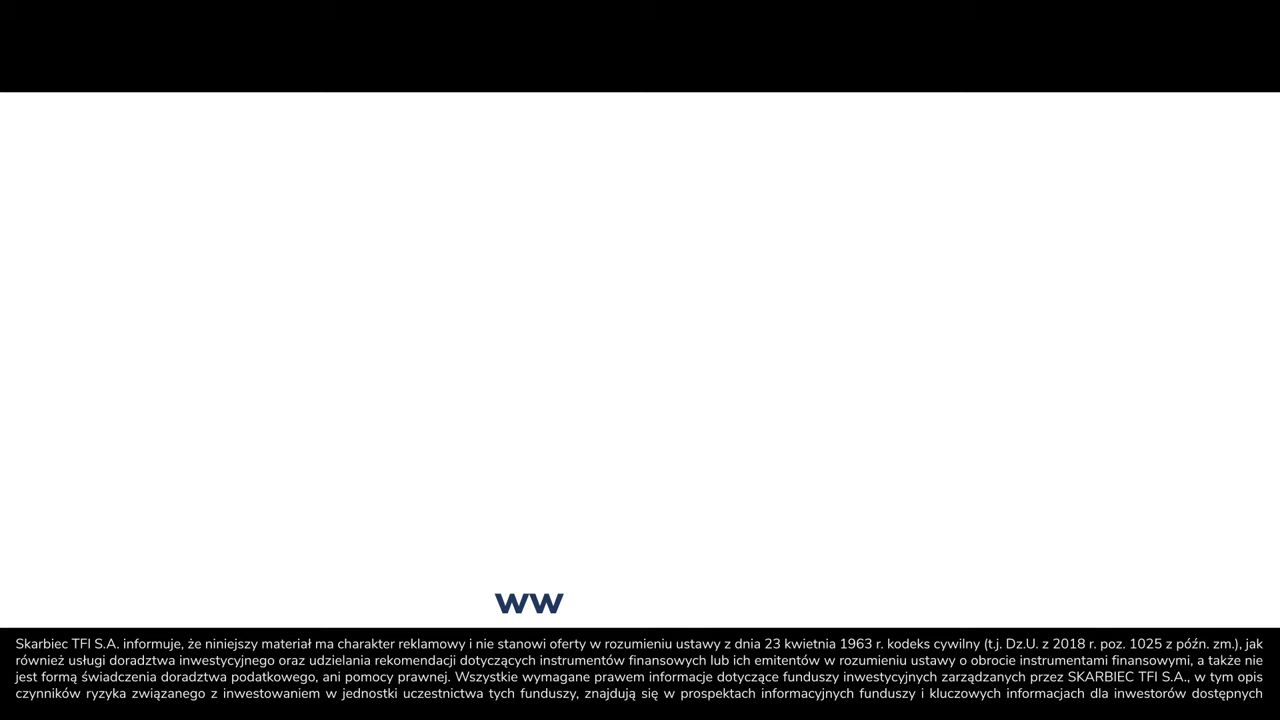 ww
Skarbiec TFI S.A. informuje, że niniejszy materiał ma charakter reklamowy i nie stanowi oferty w rozumieniu ustawy z dnia 23 kwietnia 1963 r. kodeks cywilny (t.j. Dz.U. z 2018 r. poz. 1025 z późn. zm.), jak
również usługi doradztwa inwestycyjnego oraz udzielania rekomendacji dotyczących instrumentów finansowych lub ich emitentów w rozumieniu ustawy o obrocie instrumentami finansowymi, a także nie
jest formą świadczenia doradztwa podatkowego, ani pomocy prawnej. Wszystkie wymagane prawem informacje dotyczące funduszy inwestycyjnych zarządzanych przez SKARBIEC TFI S.A., w tym opis
czynników ryzyka związanego z inwestowaniem w jednostki uczestnictwa tych funduszy, znajdują się w prospektach informacyjnych funduszy i kluczowych informacjach dla inwestorów dostępnych